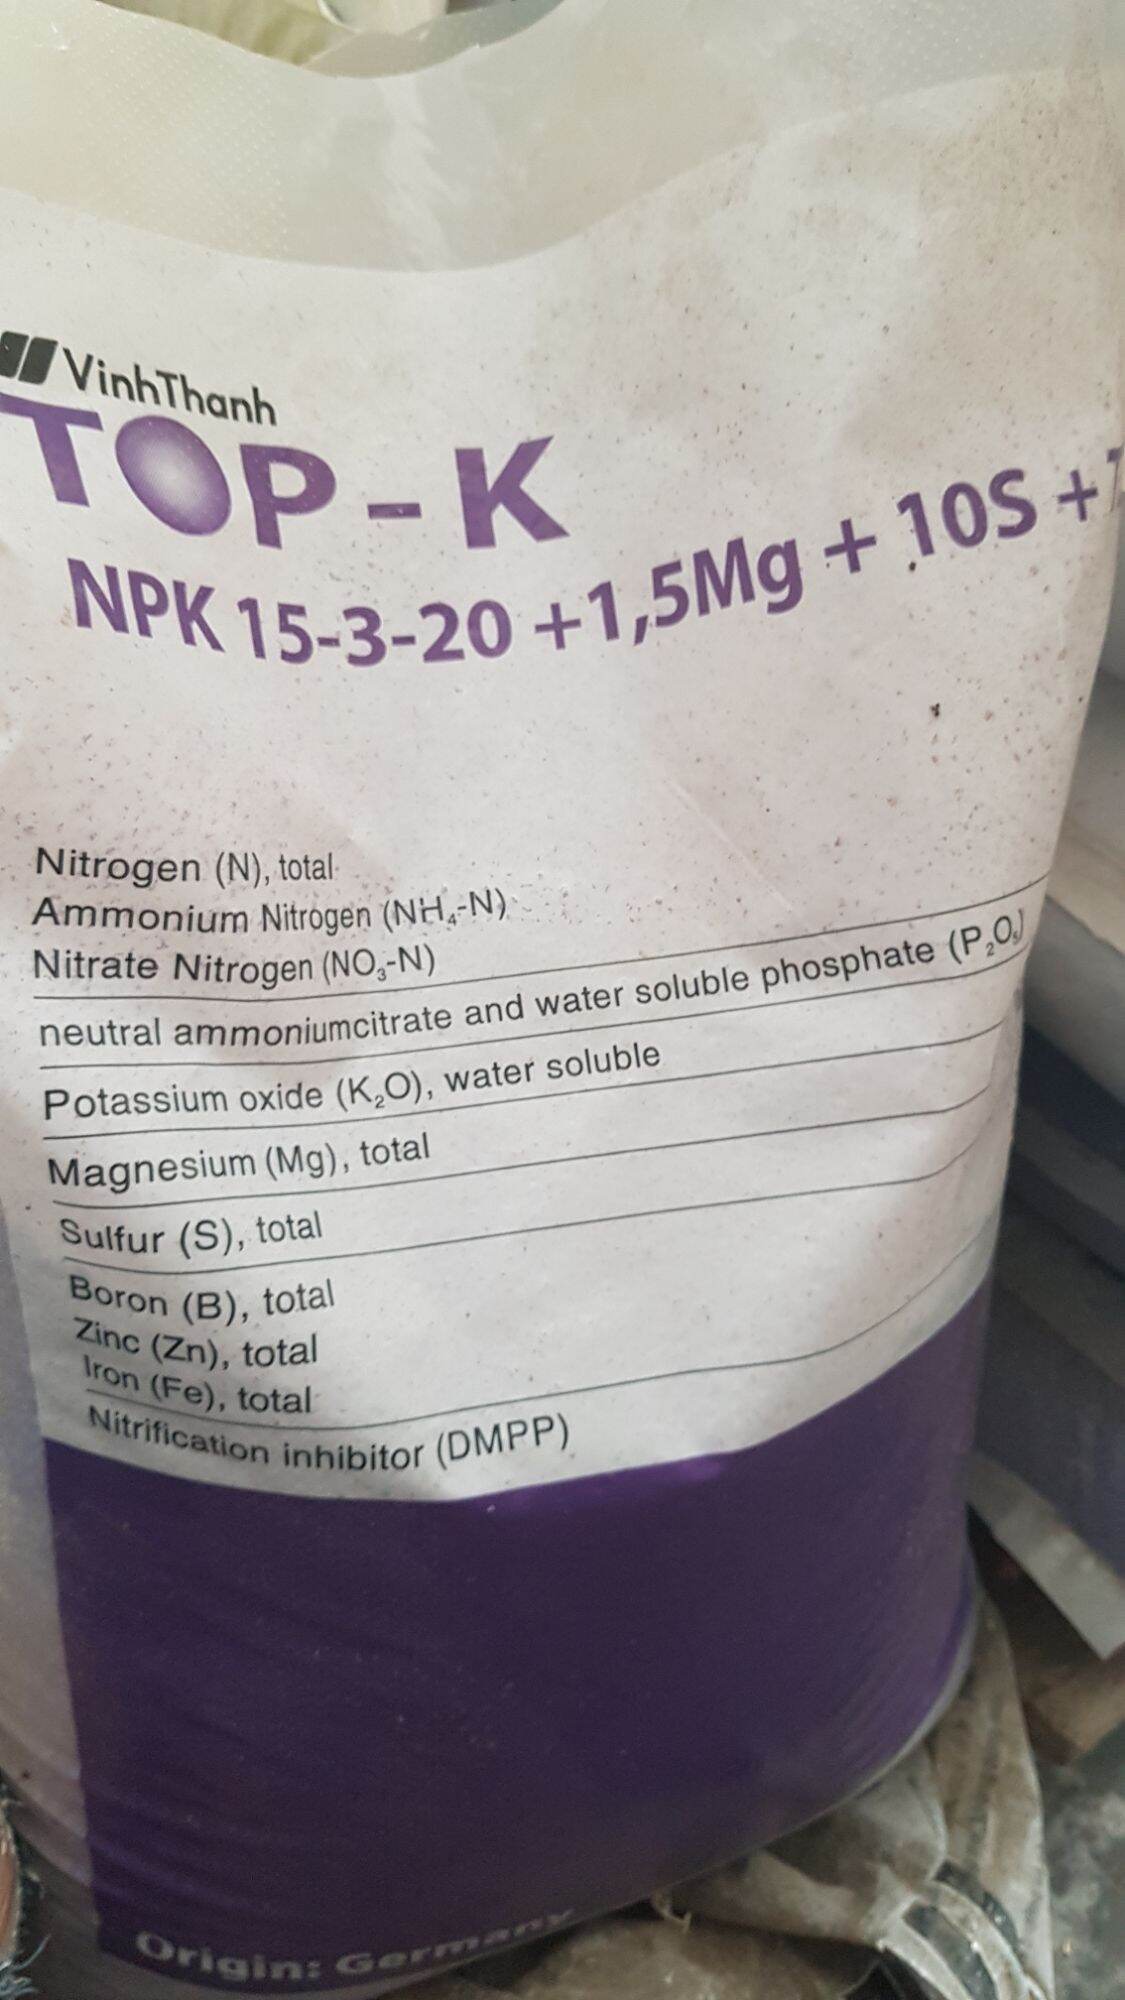 VinhThanh
TOP - K
NPK 15-3-20 +1,5Mg + 10S +
Nitrogen (N), total
Ammonium Nitrogen (NH₄-N)
Nitrate Nitrogen (NO₃-N)
neutral ammoniumcitrate and water soluble phosphate (P₂O₅)
Potassium oxide (K₂O), water soluble
Magnesium (Mg), total
Sulfur (S), total
Boron (B), total
Zinc (Zn), total
Iron (Fe), total
Nitrification inhibitor (DMPP)
Origin: Germany